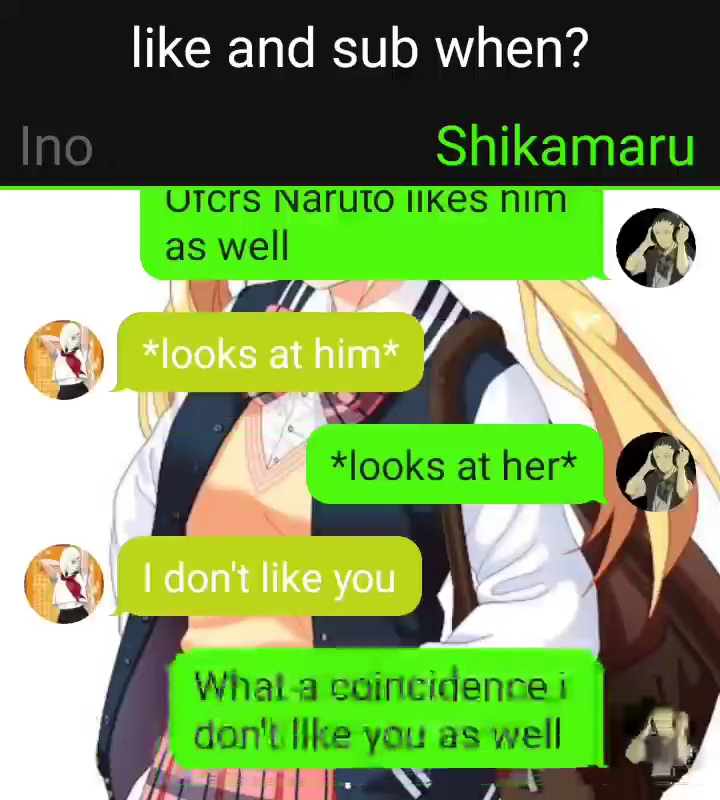 like and sub when?
Ino
Shikamaru
Ofcrs Naruto likes him
as well
*looks at him*
*looks at her*
I don't like you
What a coincidence i
don't like you as well